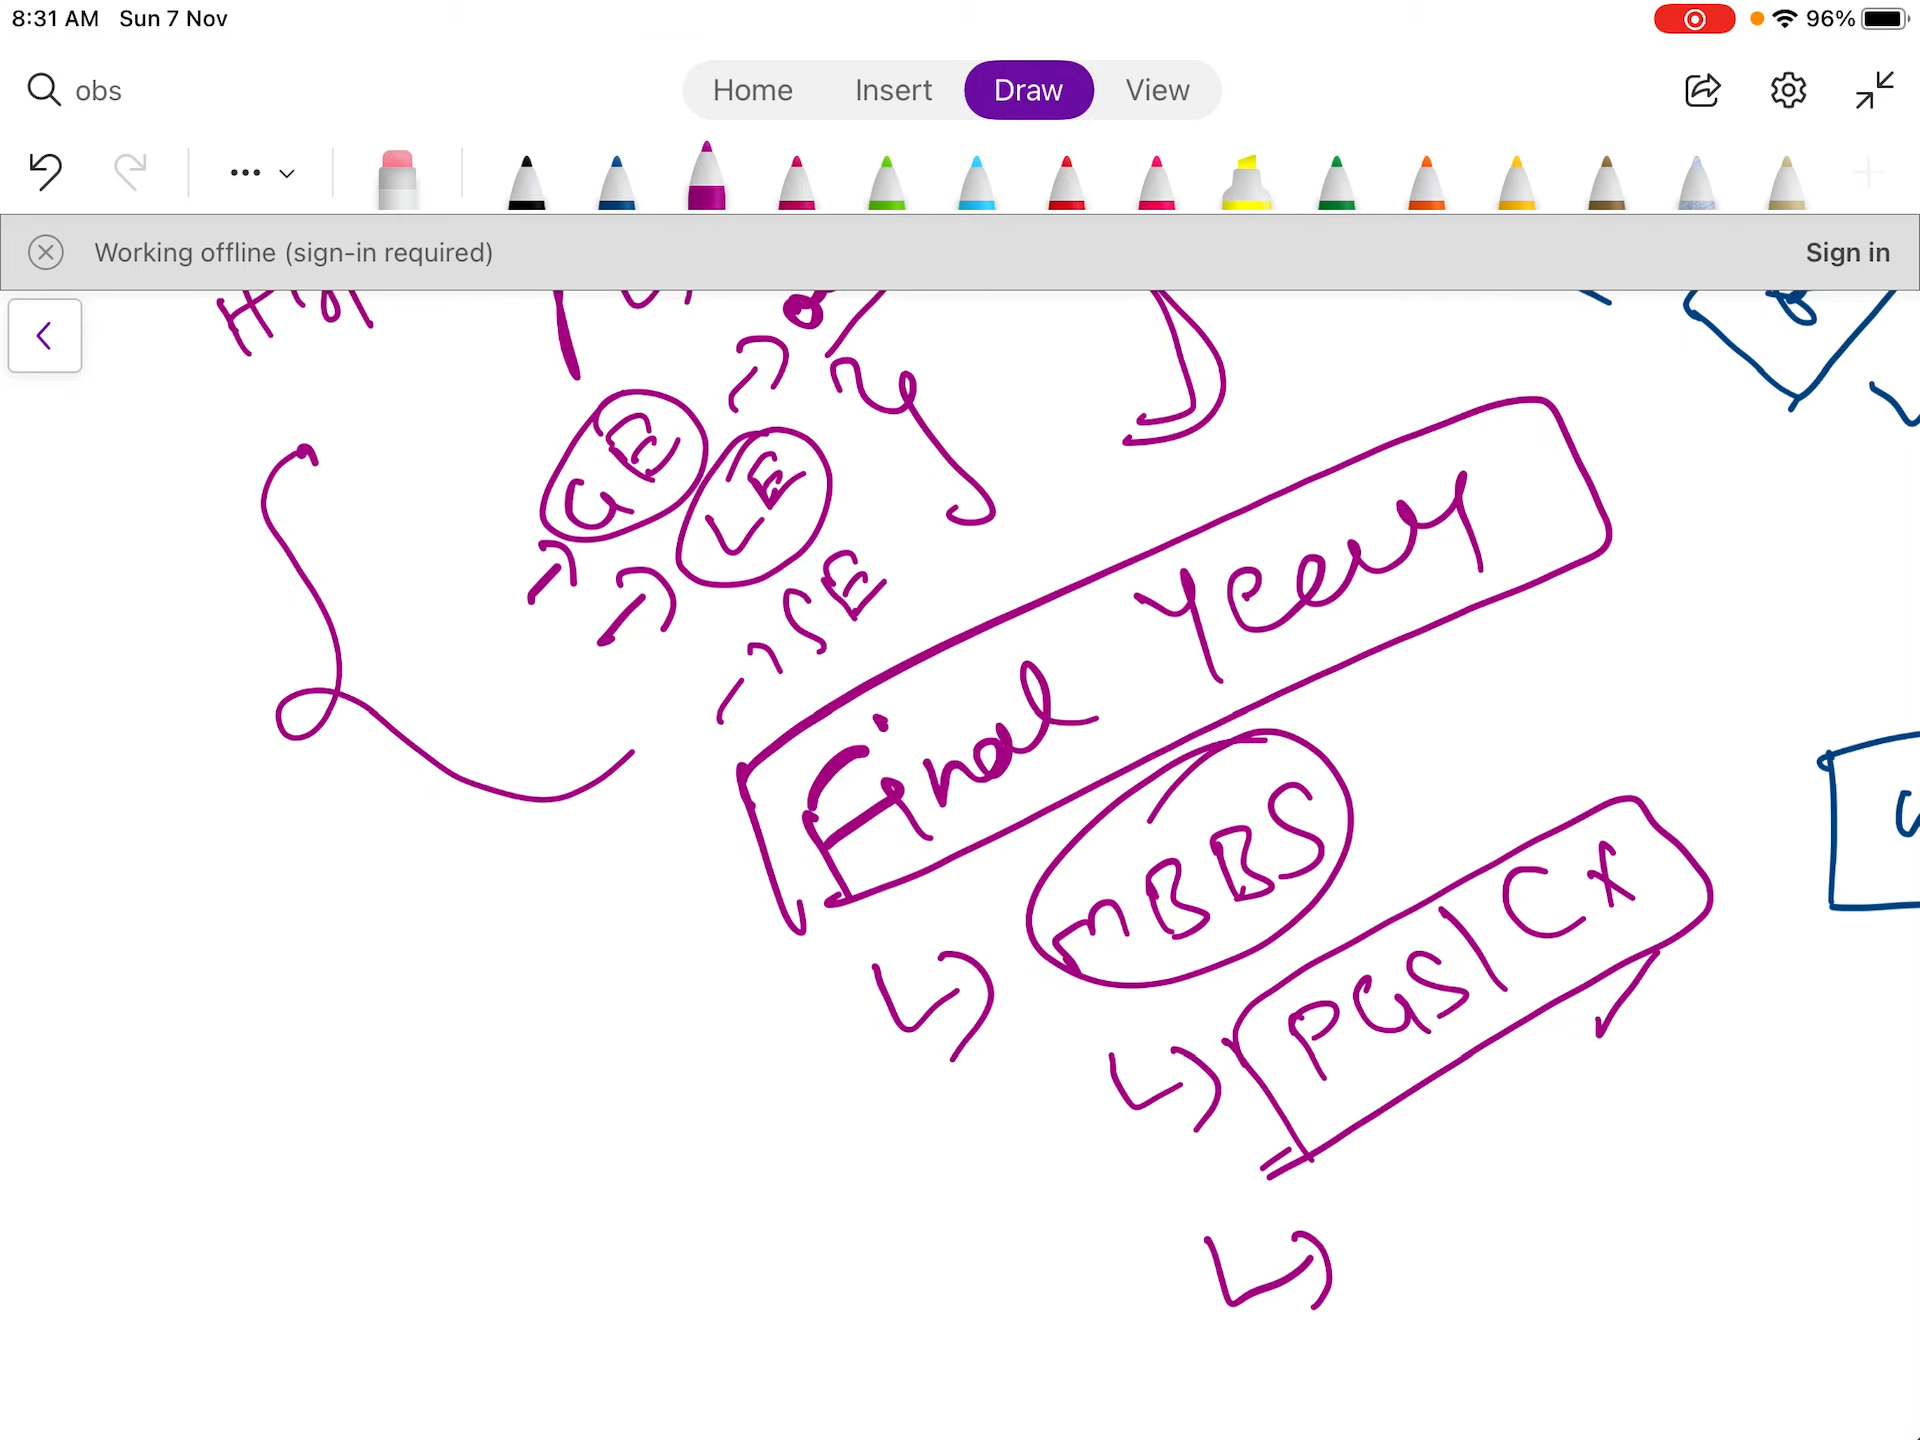 8:31 AM Sun 7 Nov
96%
obs
Home Insert Draw View
Working offline (sign-in required)
Sign in
GE
LE
SE
Final Year
MBBS
PGS/CX